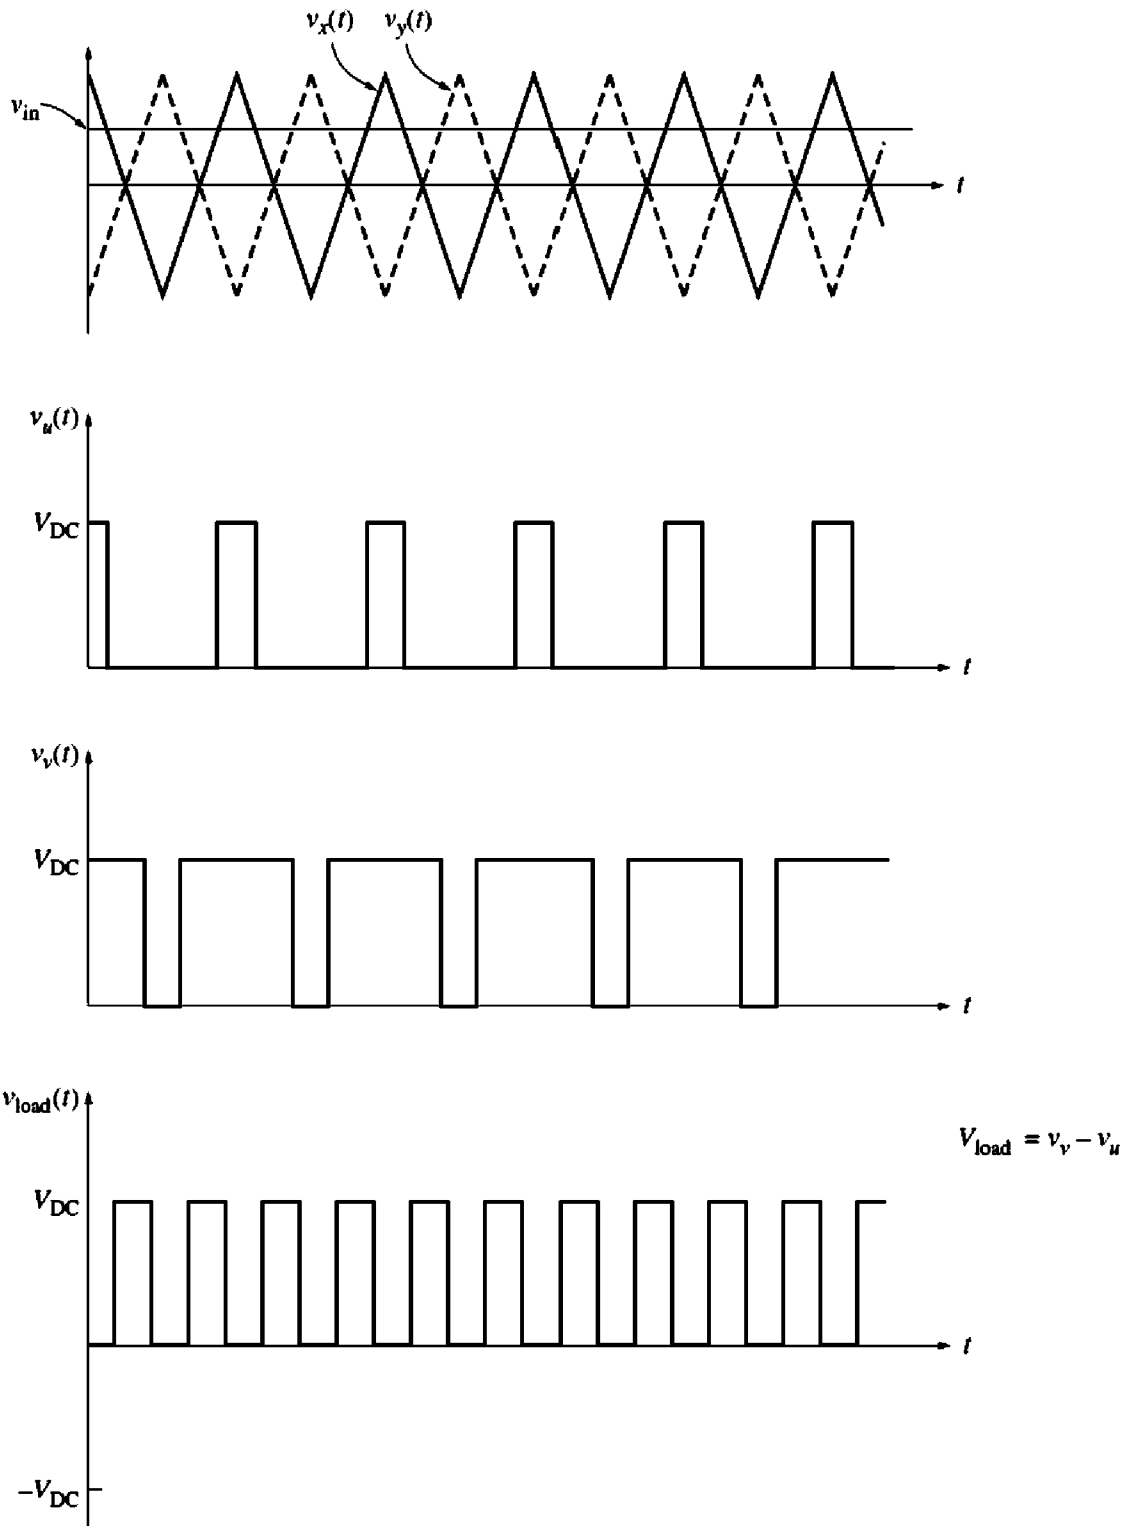 v_x(t) v_y(t)
v_in
t
v_u(t)
V_DC
t
v_v(t)
V_DC
t
v_load(t)
V_load = v_v − v_u
V_DC
t
−V_DC